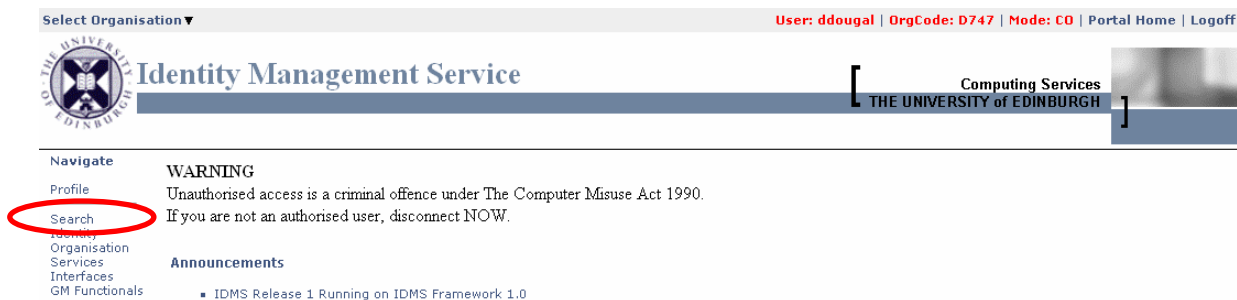 Select Organisation▼ User: ddougal | OrgCode: D747 | Mode: CO | Portal Home | Logoff
UNIVERSITY EDINBURGH
Identity Management Service
[ Computing Services
THE UNIVERSITY of EDINBURGH ]
Navigate
Profile
Search
Identity
Organisation
Services
Interfaces
GM Functionals
WARNING
Unauthorised access is a criminal offence under The Computer Misuse Act 1990.
If you are not an authorised user, disconnect NOW.
Announcements
▪ IDMS Release 1 Running on IDMS Framework 1.0